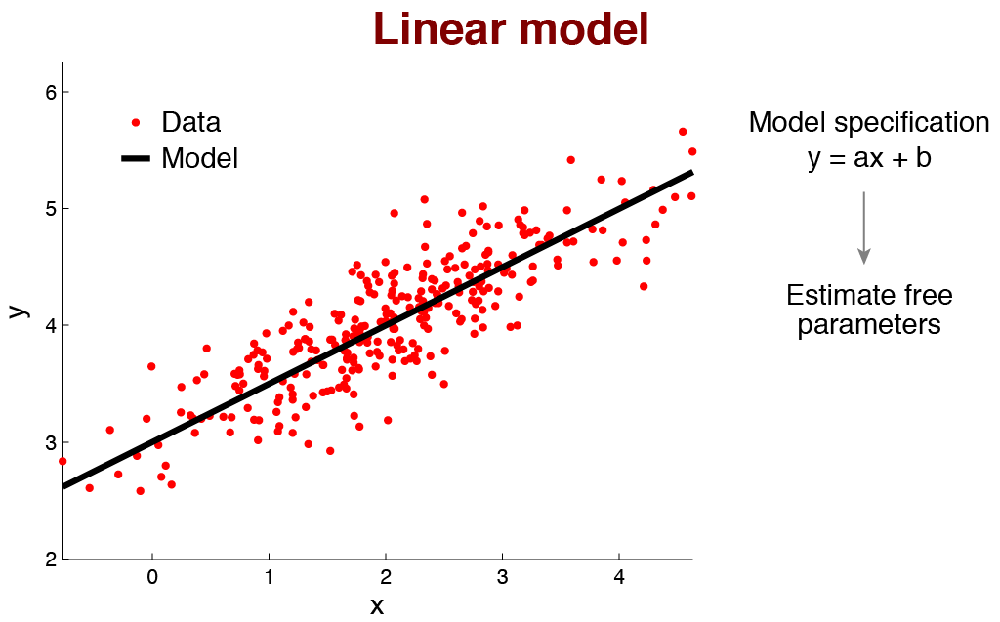 Linear model
6
5
4
3
2
y
Data
Model
0 1 2 3 4
x
Model specification
y = ax + b
Estimate free
parameters